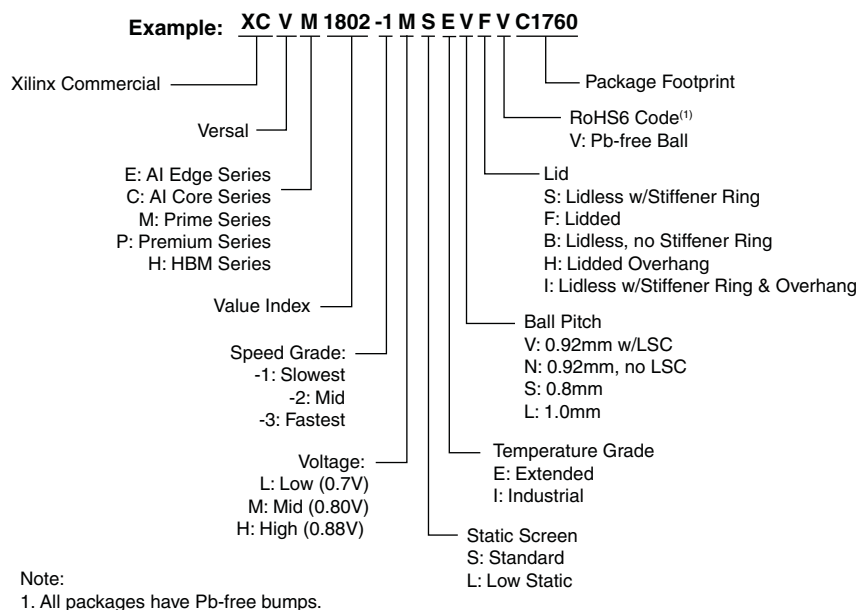 Example: XC V M 1802 -1 M S E V F V C1760
Xilinx Commercial
Versal
E: AI Edge Series
C: AI Core Series
M: Prime Series
P: Premium Series
H: HBM Series
Value Index
Speed Grade:
-1: Slowest
-2: Mid
-3: Fastest
Voltage:
L: Low (0.7V)
M: Mid (0.80V)
H: High (0.88V)
Package Footprint
RoHS6 Code(1)
V: Pb-free Ball
Lid
S: Lidless w/Stiffener Ring
F: Lidded
B: Lidless, no Stiffener Ring
H: Lidded Overhang
I: Lidless w/Stiffener Ring & Overhang
Ball Pitch
V: 0.92mm w/LSC
N: 0.92mm, no LSC
S: 0.8mm
L: 1.0mm
Temperature Grade
E: Extended
I: Industrial
Static Screen
S: Standard
L: Low Static
Note:
1. All packages have Pb-free bumps.